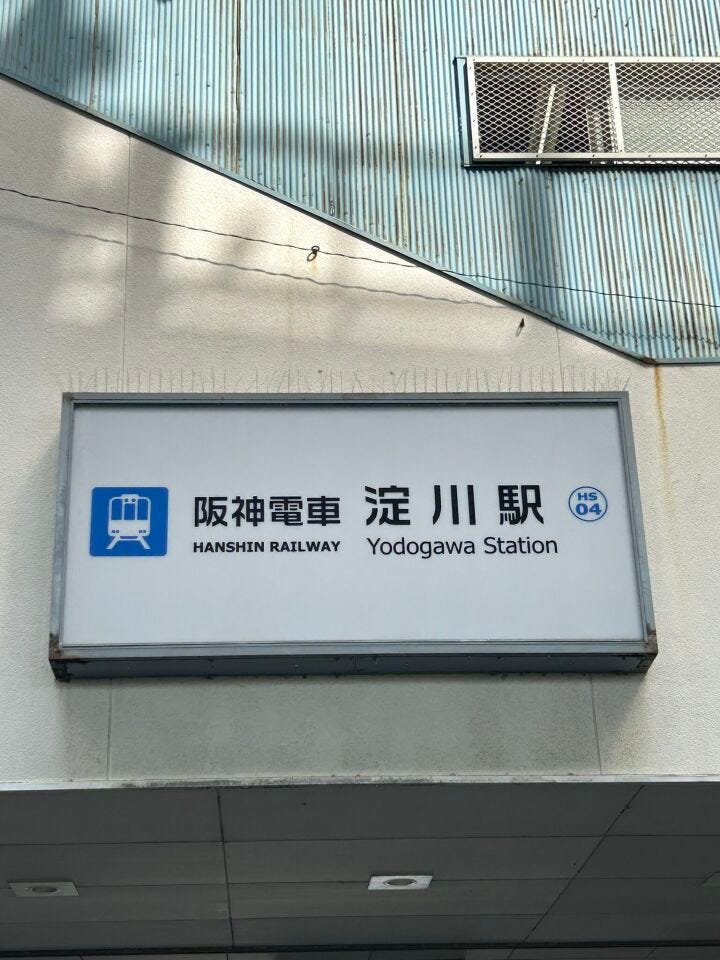 阪神電車 淀川駅 HS 04
HANSHIN RAILWAY Yodogawa Station